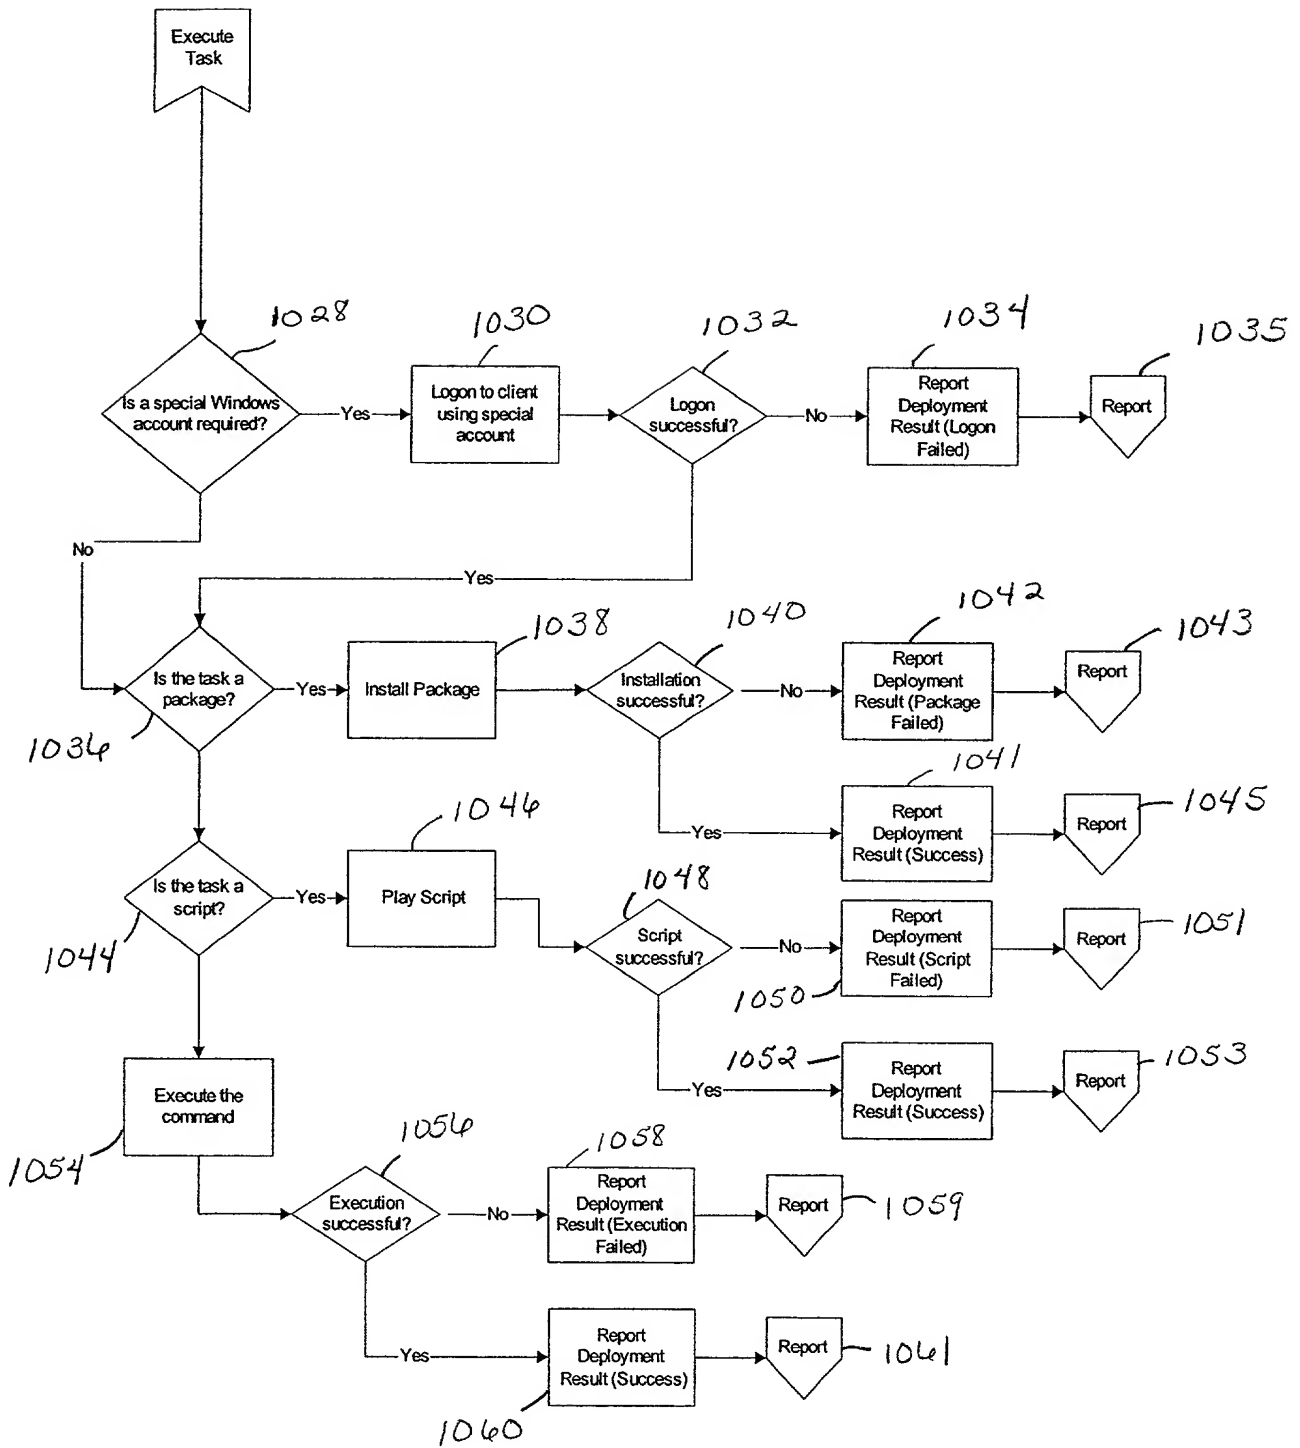 Execute
Task
1028
1030
1032
1034
1035
Is a special Windows
account required?
Yes
Logon to client
using special
account
Logon
successful?
No
Report
Deployment
Result (Logon
Failed)
Report
No
Yes
1036
Is the task a
package?
Yes
1038
Install Package
1040
Installation
successful?
No
1042
Report
Deployment
Result (Package
Failed)
1043
Report
Yes
1041
Report
Deployment
Result (Success)
1045
Report
1044
Is the task a
script?
Yes
1046
Play Script
1048
Script
successful?
No
1050
Report
Deployment
Result (Script
Failed)
1051
Report
Yes
1052
Report
Deployment
Result (Success)
1053
Report
1054
Execute the
command
1056
Execution
successful?
No
1058
Report
Deployment
Result (Execution
Failed)
1059
Report
Yes
1060
Report
Deployment
Result (Success)
1061
Report